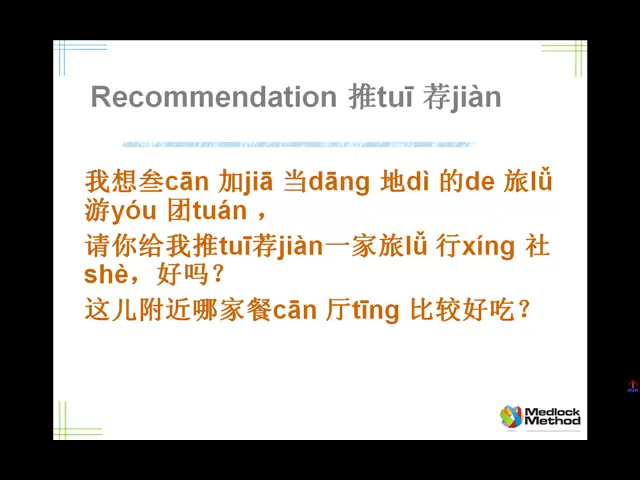 Recommendation 推tuī 荐jiàn
我想叁cān 加jiā 当dāng 地dì 的de 旅lǚ
游yóu 团tuán ，
请你给我推tuī荐jiàn一家旅lǚ 行xíng 社
shè，好吗？
这儿附近哪家餐cān 厅tīng 比较好吃？
Medlock
Method